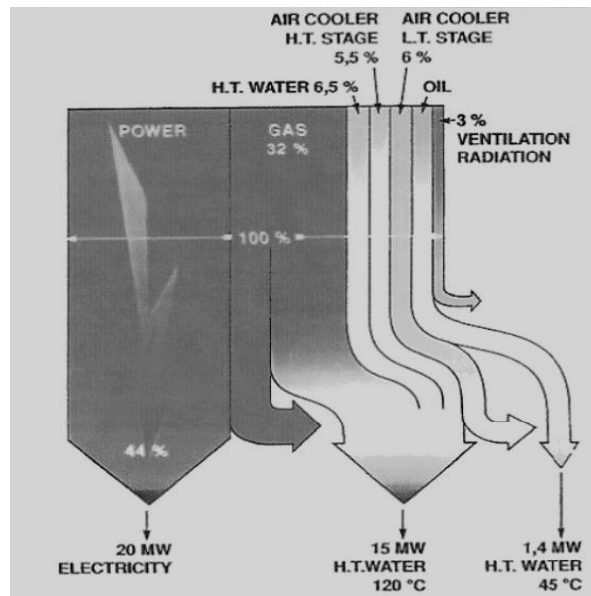 AIR COOLER
H.T. STAGE
5,5 %
AIR COOLER
L.T. STAGE
6 %
H.T. WATER 6,5 %
OIL
POWER
GAS
32 %
3 %
VENTILATION
RADIATION
100 %
44 %
20 MW
ELECTRICITY
15 MW
H.T.WATER
120 °C
1,4 MW
H.T. WATER
45 °C